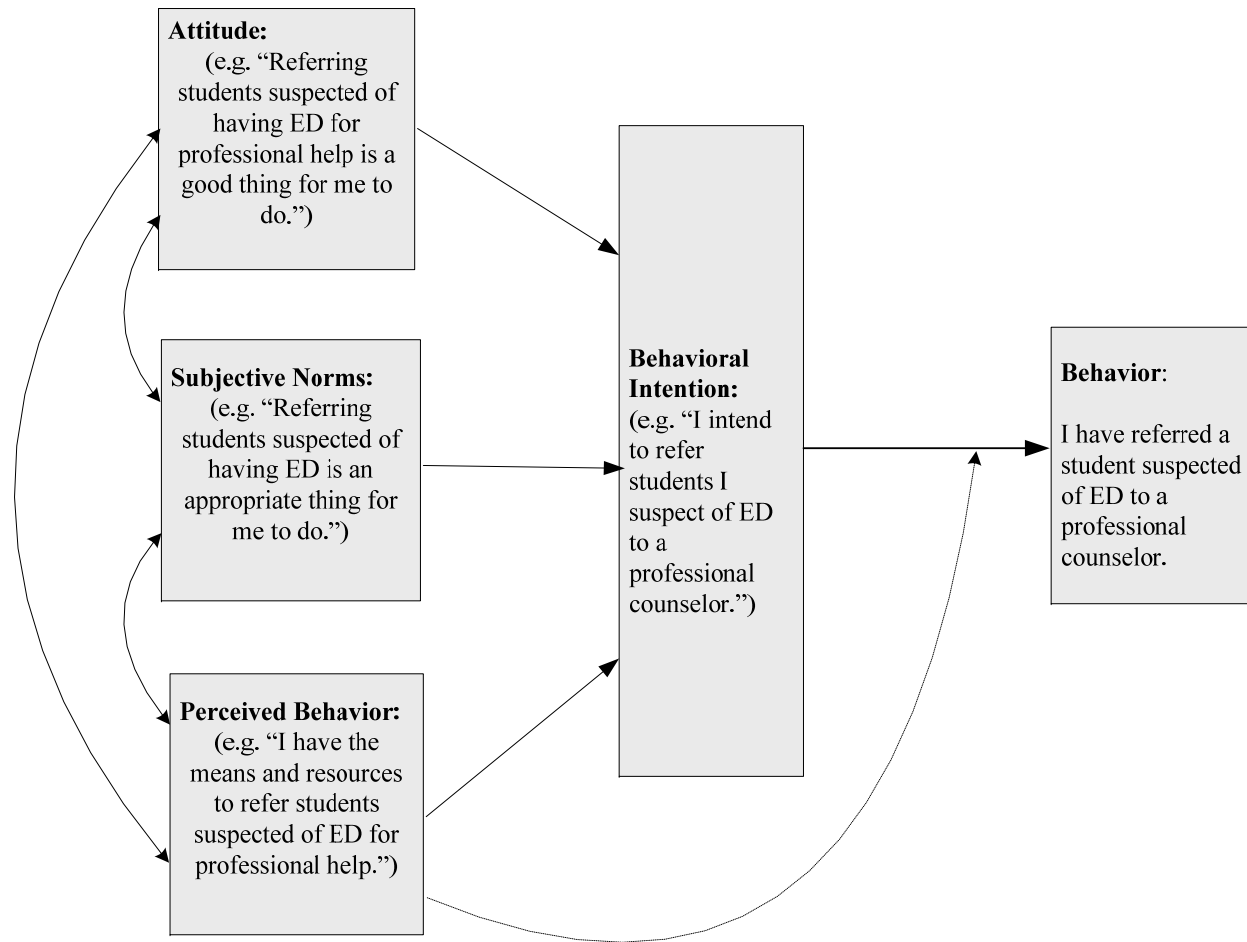 Attitude:
(e.g. “Referring
students suspected of
having ED for
professional help is a
good thing for me to
do.”)
Subjective Norms:
(e.g. “Referring
students suspected of
having ED is an
appropriate thing for
me to do.”)
Perceived Behavior:
(e.g. “I have the
means and resources
to refer students
suspected of ED for
professional help.”)
Behavioral
Intention:
(e.g. “I intend
to refer
students I
suspect of ED
to a
professional
counselor.”)
Behavior:
I have referred a
student suspected
of ED to a
professional
counselor.